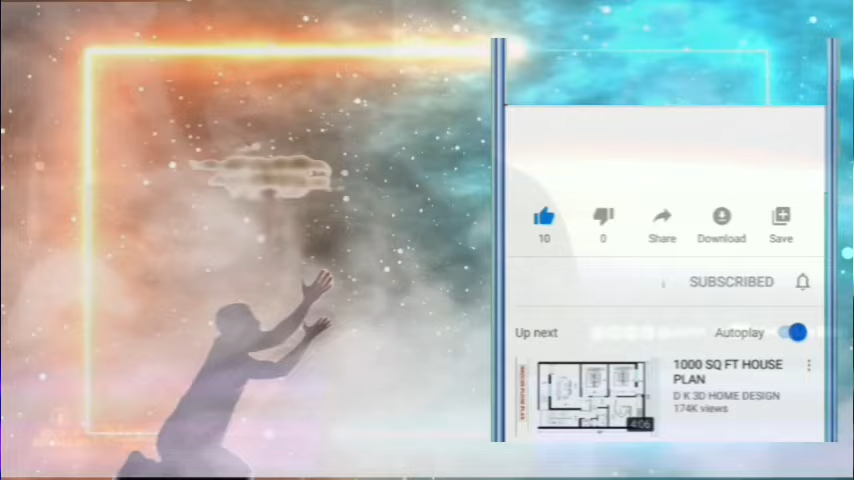 10
0
Share
Download
Save
SUBSCRIBED
Up next
Autoplay
1000 SQ FT HOUSE
PLAN
D K 3D HOME DESIGN
174K views
4:06